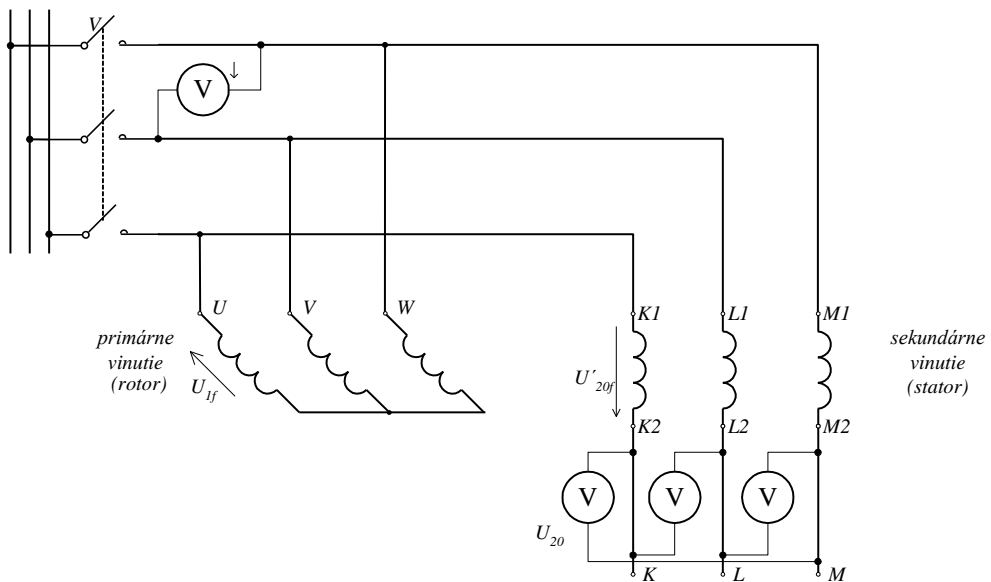 V
V
U
V
W
K1
L1
M1
primárne
vinutie
(rotor)
U1f
U´20f
sekundárne
vinutie
(stator)
K2
L2
M2
V
V
V
U20
K
L
M